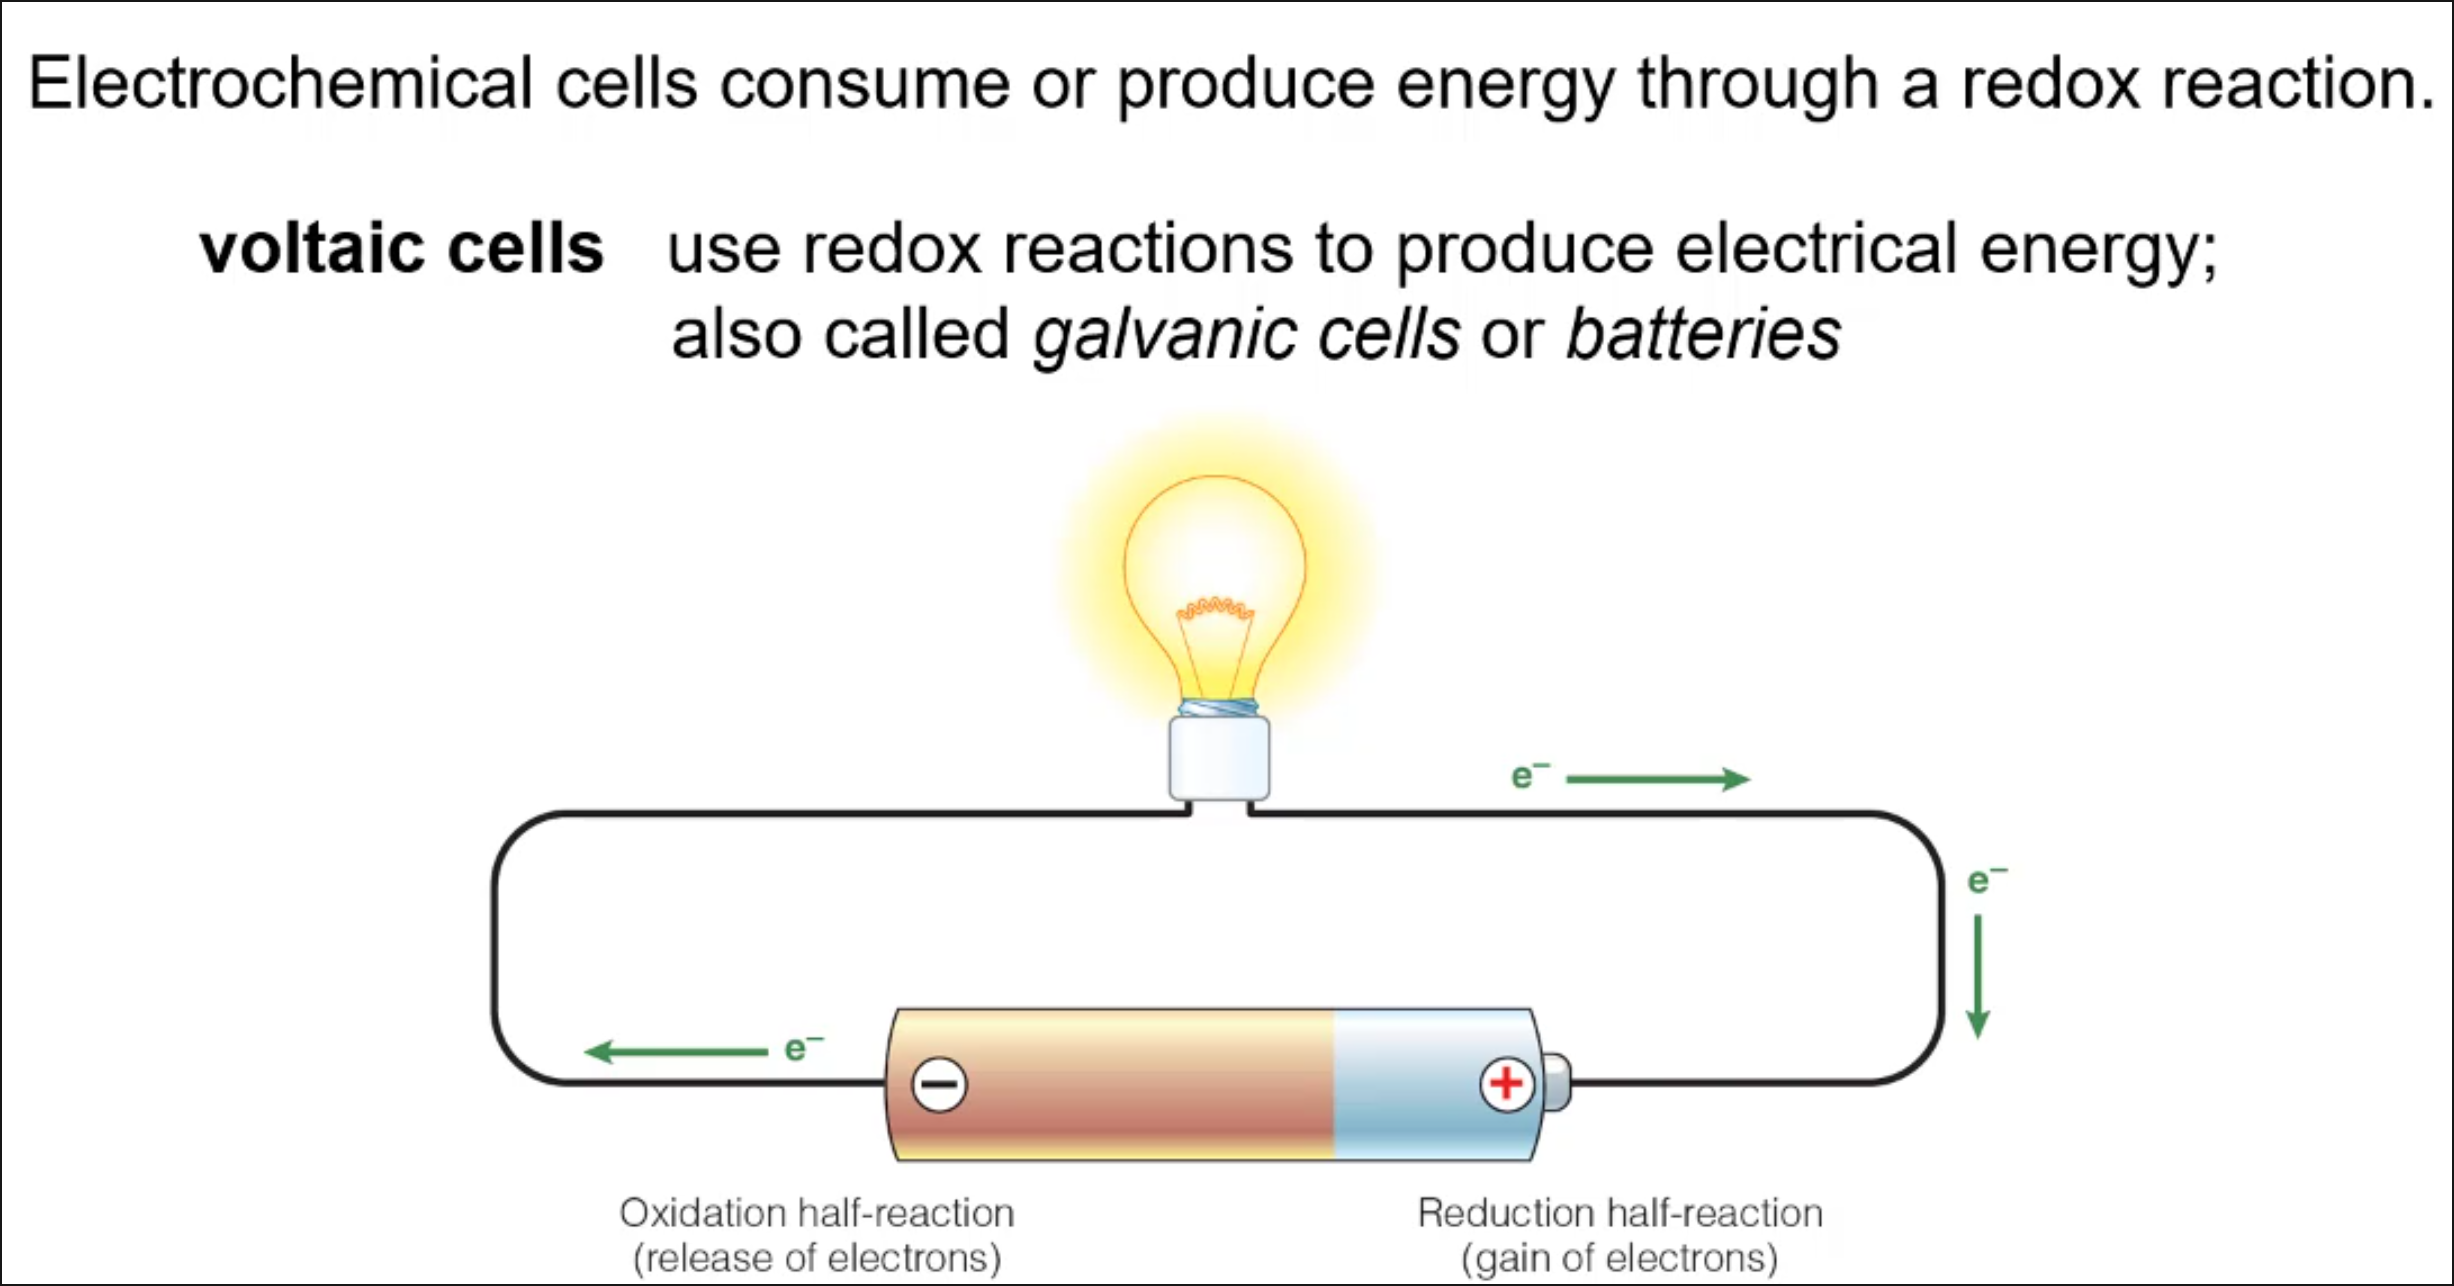 Electrochemical cells consume or produce energy through a redox reaction.
voltaic cells use redox reactions to produce electrical energy;
also called galvanic cells or batteries
e⁻
e⁻
e⁻
−
+
Oxidation half-reaction
(release of electrons)
Reduction half-reaction
(gain of electrons)